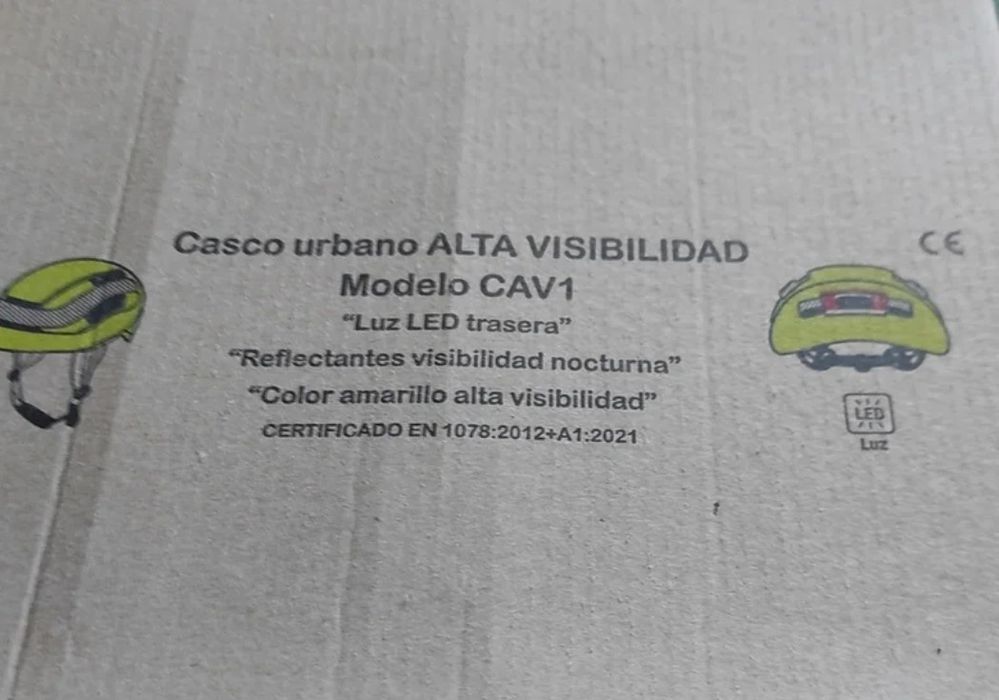 Casco urbano ALTA VISIBILIDAD
CE
Modelo CAV1
"Luz LED trasera"
"Reflectantes visibilidad nocturna"
"Color amarillo alta visibilidad"
CERTIFICADO EN 1078:2012+A1:2021
LED
Luz